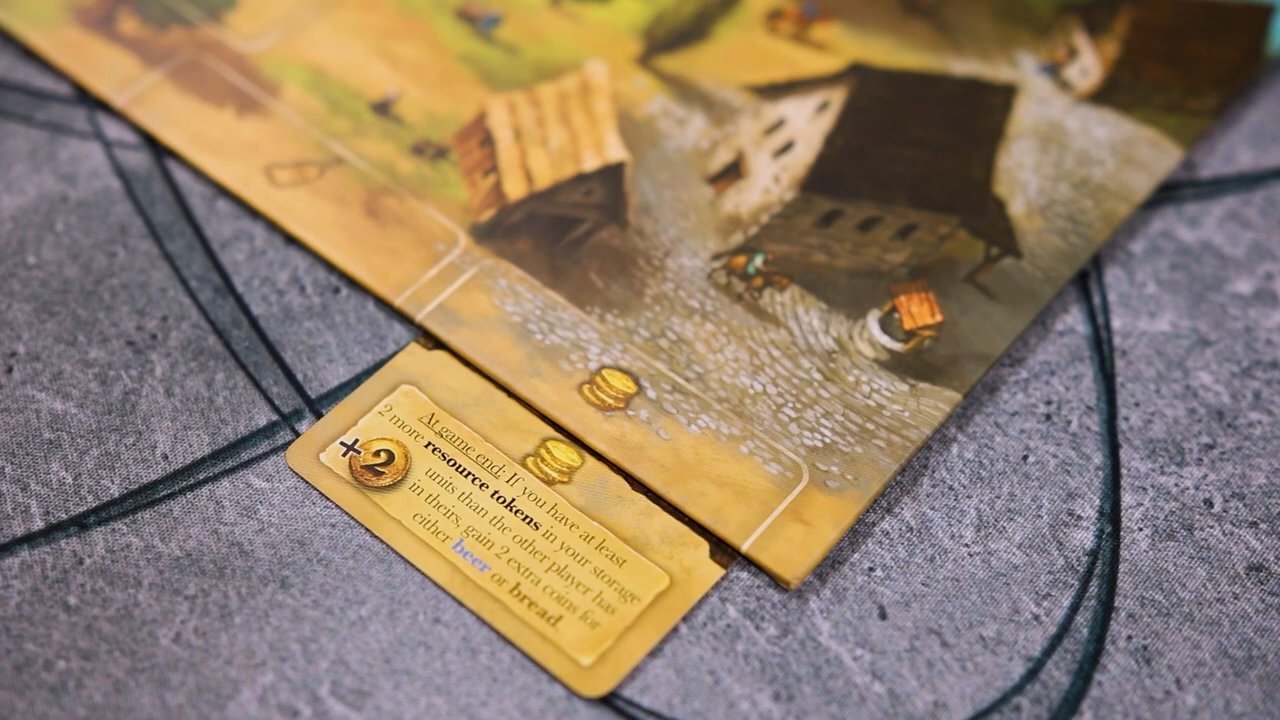 At game end: If you have at least
2 more resource tokens in your storage
units than the other player has
in theirs, gain 2 extra coins for
either beer or bread.
+2